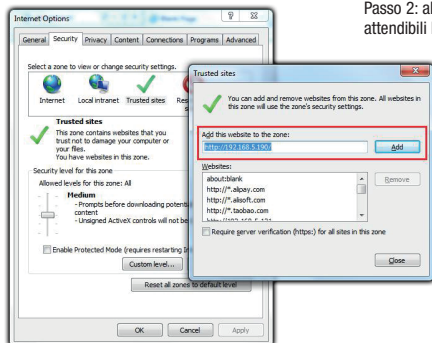 Passo 2: al
attendibili
Internet Options
General Security Privacy Content Connections Programs Advanced
Select a zone to view or change security settings.
Internet Local intranet Trusted sites
Trusted sites
This zone contains websites that you
trust not to damage your computer or
your files.
You have websites in this zone.
Security level for this zone
Allowed levels for this zone: All
Medium
- Prompts before downloading
content
- Unsigned ActiveX controls will not be
Enable Protected Mode (requires restarting
Custom level...
Reset all zones to default level
OK Cancel Apply
Trusted sites
You can add and remove websites from this zone. All websites in
this zone will use the zone's security settings.
Add this website to the zone:
http://192.168.5.190/ Add
Websites:
about:blank Remove
http://*.alipay.com
http://*.alisoft.com
http://*.taobao.com
Require server verification (https:) for all sites in this zone
Close